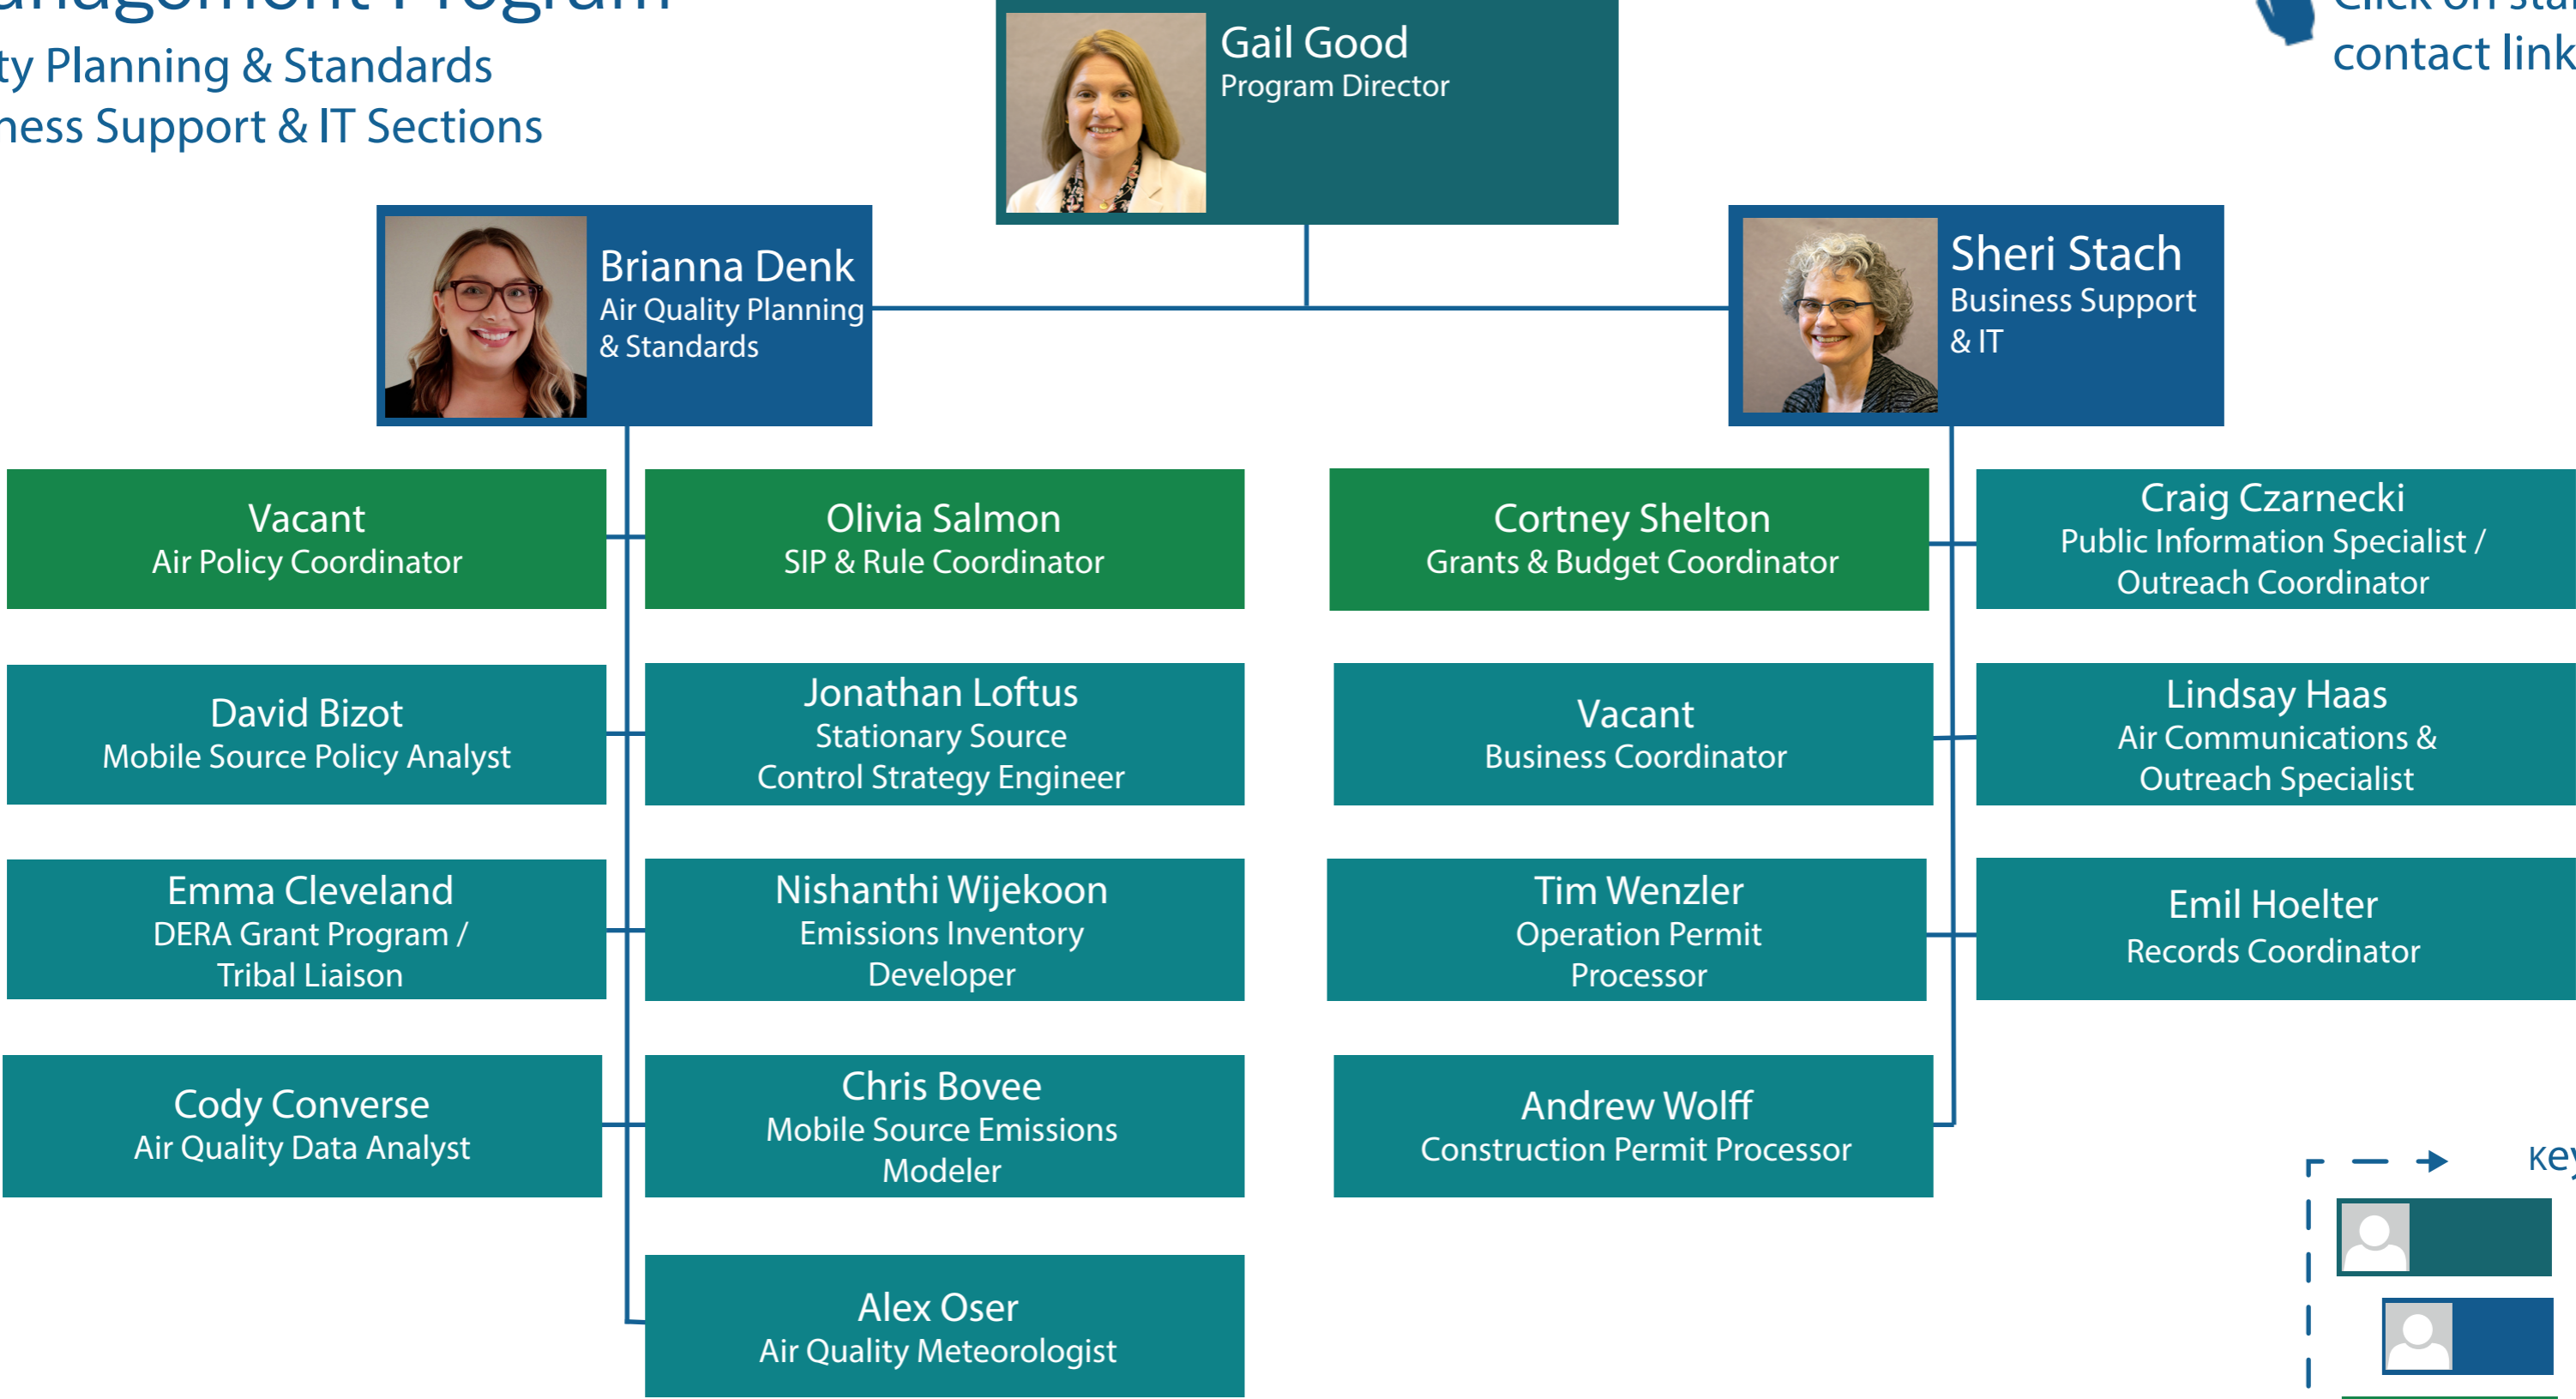 Management Program
ty Planning & Standards
ness Support & IT Sections
contact link
Gail Good
Program Director
Brianna Denk
Air Quality Planning
& Standards
Sheri Stach
Business Support
& IT
Vacant
Air Policy Coordinator
Olivia Salmon
SIP & Rule Coordinator
David Bizot
Mobile Source Policy Analyst
Jonathan Loftus
Stationary Source
Control Strategy Engineer
Emma Cleveland
DERA Grant Program /
Tribal Liaison
Nishanthi Wijekoon
Emissions Inventory
Developer
Cody Converse
Air Quality Data Analyst
Chris Bovee
Mobile Source Emissions
Modeler
Alex Oser
Air Quality Meteorologist
Cortney Shelton
Grants & Budget Coordinator
Craig Czarnecki
Public Information Specialist /
Outreach Coordinator
Vacant
Business Coordinator
Lindsay Haas
Air Communications &
Outreach Specialist
Tim Wenzler
Operation Permit
Processor
Emil Hoelter
Records Coordinator
Andrew Wolff
Construction Permit Processor
Key